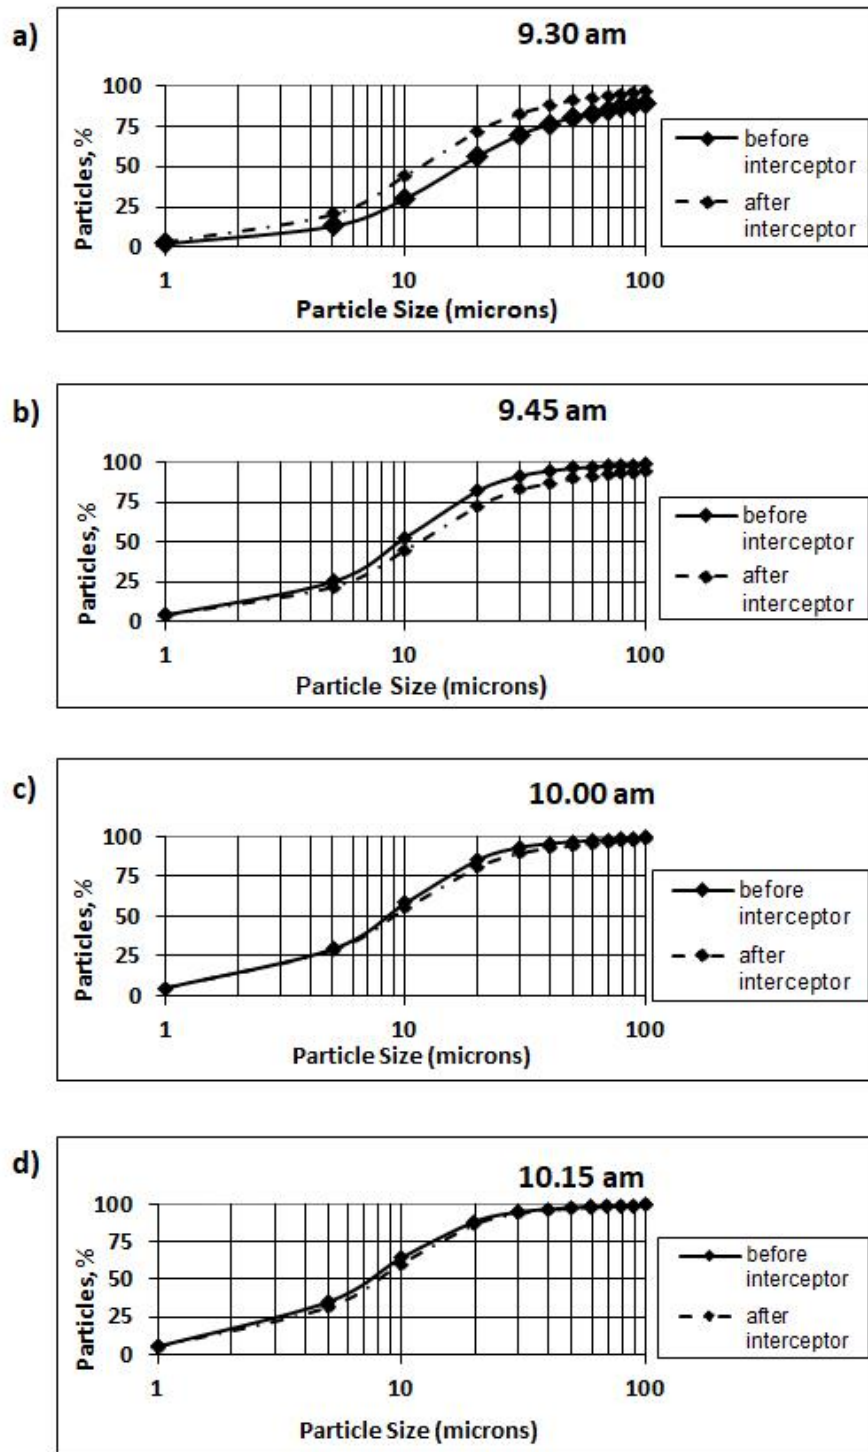 a)
9.30 am
Particles, %
100
75
50
25
0
1 10 100
Particle Size (microns)
before
interceptor
after
interceptor
b)
9.45 am
Particles, %
100
75
50
25
0
1 10 100
Particle Size (microns)
before
interceptor
after
interceptor
c)
10.00 am
Particles, %
100
75
50
25
0
1 10 100
Particle Size (microns)
before
interceptor
after
interceptor
d)
10.15 am
Particles, %
100
75
50
25
0
1 10 100
Particle Size (microns)
before
interceptor
after
interceptor